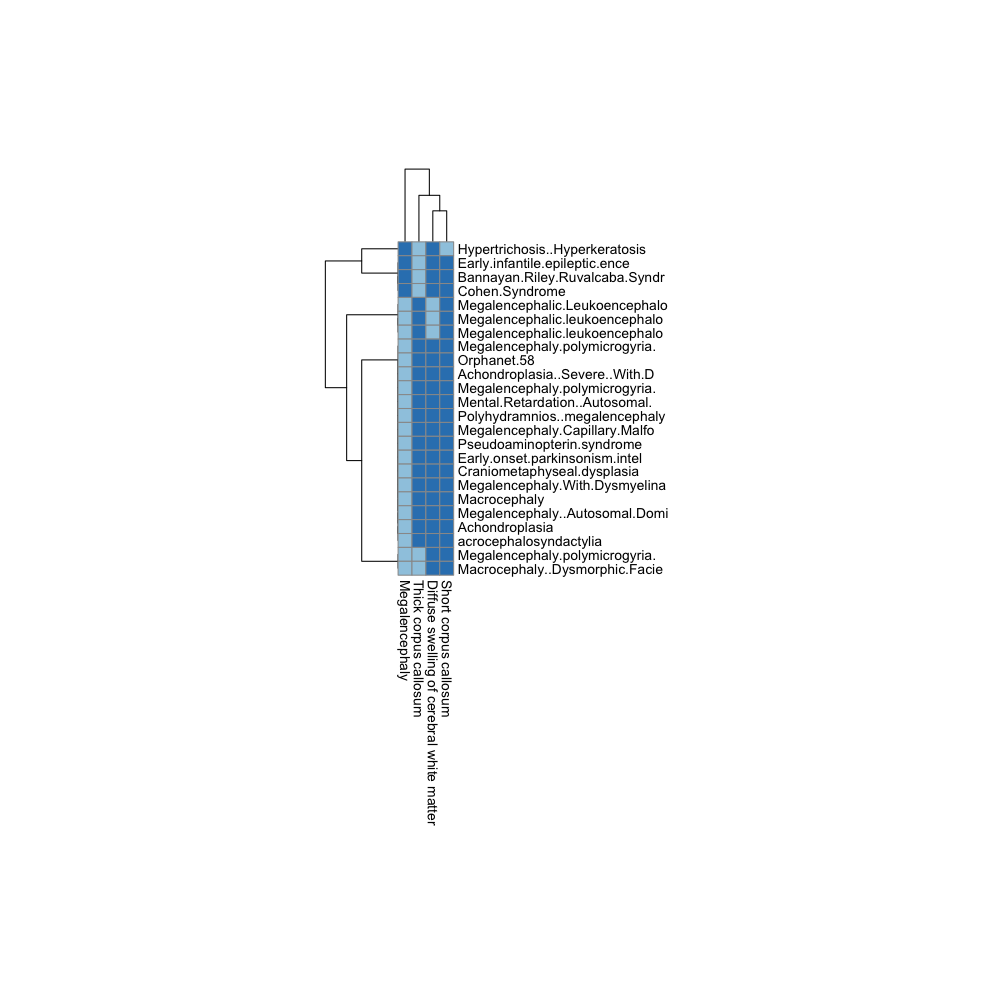 Hypertrichosis..Hyperkeratosis
Early.infantile.epileptic.ence
Bannayan.Riley.Ruvalcaba.Syndr
Cohen.Syndrome
Megalencephalic.Leukoencephalo
Megalencephalic.leukoencephalo
Megalencephalic.leukoencephalo
Megalencephaly.polymicrogyria.
Orphanet.58
Achondroplasia..Severe..With.D
Megalencephaly.polymicrogyria.
Mental.Retardation..Autosomal.
Polyhydramnios..megalencephaly
Megalencephaly.Capillary.Malfo
Pseudoaminopterin.syndrome
Early.onset.parkinsonism.intel
Craniometaphyseal.dysplasia
Megalencephaly.With.Dysmyelina
Macrocephaly
Megalencephaly..Autosomal.Domi
Achondroplasia
acrocephalosyndactylia
Megalencephaly.polymicrogyria.
Macrocephaly..Dysmorphic.Facie
Megalencephaly
Thick corpus callosum
Diffuse swelling of cerebral white matter
Short corpus callosum